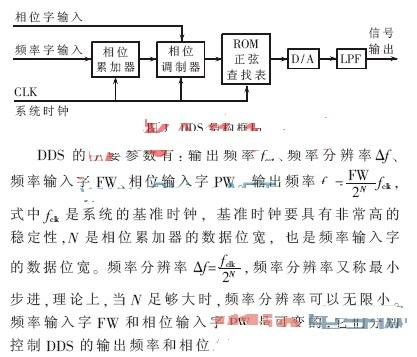 相位字输入
频率字输入
相位
累加器
相位
调制器
ROM
正弦
查找表
D/A
LPF
信号
输出
CLK
系统时钟
DDS
DDS 的 参数有:输出频率 、频率分辨率 Δf、
频率输入字 FW、相位输入字 PW。输出频率 = FW/2^N f_clk,
式中 f_clk 是系统的基准时钟,基准时钟要具有非常高的
稳定性,N 是相位累加器的数据位宽,也是频率输入字
的数据位宽。频率分辨率 Δf= f_clk/2^N ,频率分辨率又称最小
步进,理论上,当 N 足够大时,频率分辨率可以无限小。
频率输入字 FW 和相位输入字 PW 是可变的,
控制 DDS 的输出频率和相位